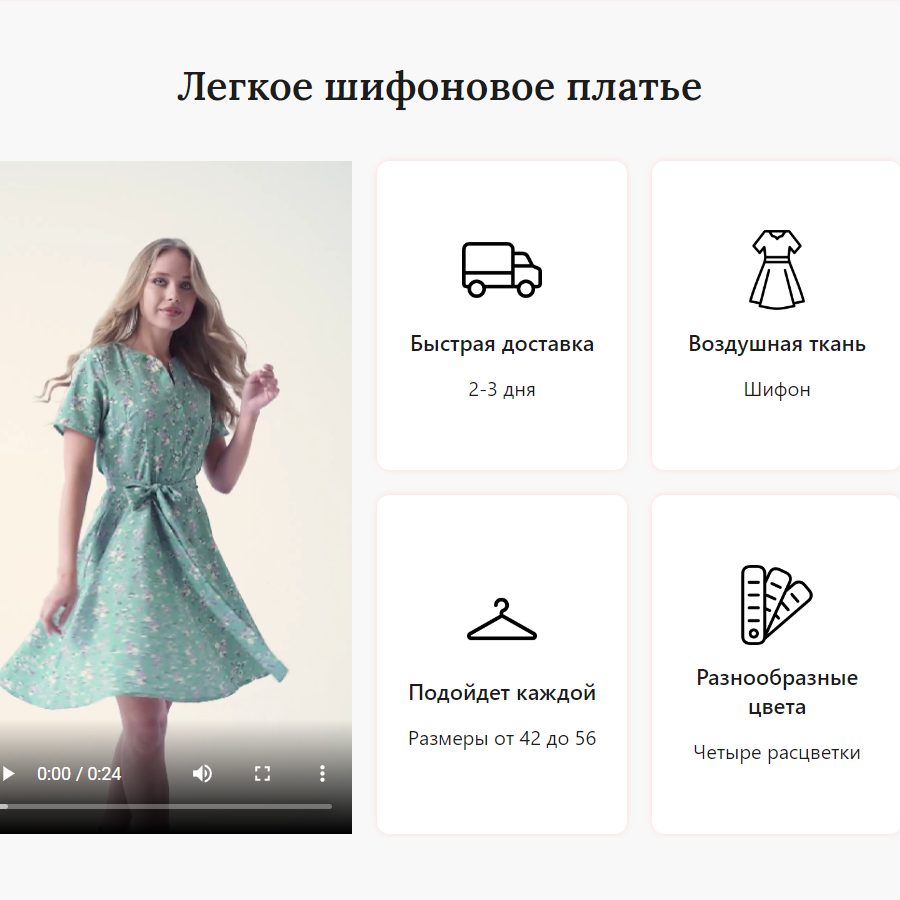 Легкое шифоновое платье
Быстрая доставка
2-3 дня
Воздушная ткань
Шифон
Подойдет каждой
Размеры от 42 до 56
Разнообразные
цвета
Четыре расцветки
0:00 / 0:24